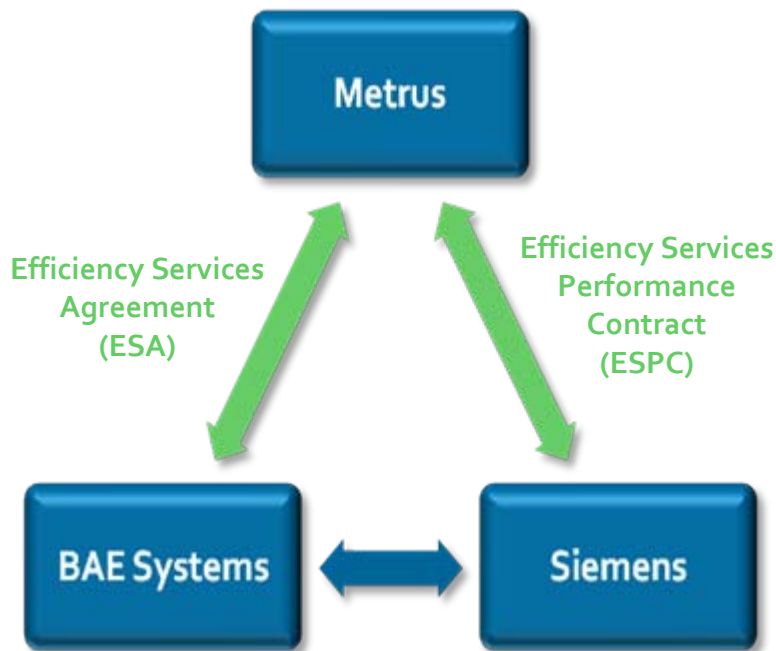 Metrus
Efficiency Services
Agreement
(ESA)
Efficiency Services
Performance
Contract
(ESPC)
BAE Systems
Siemens